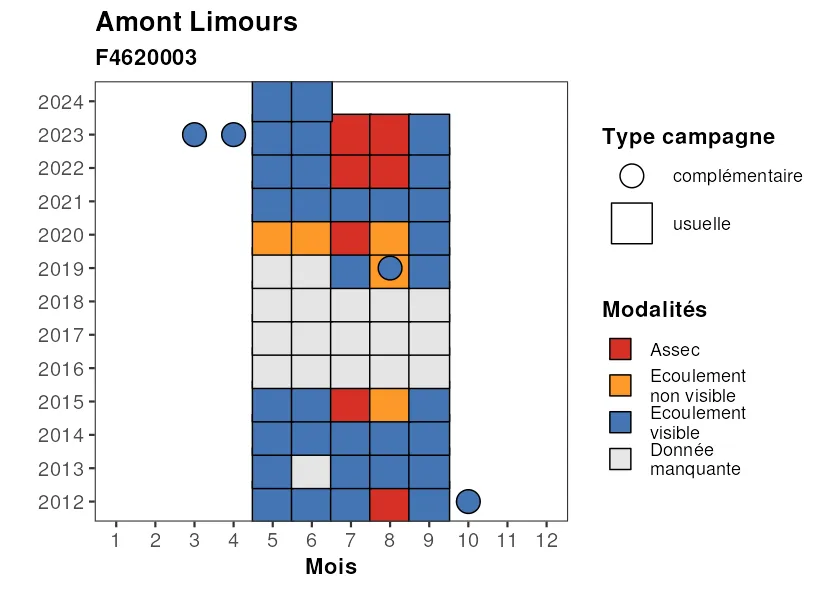 Amont Limours
F4620003
2024
2023
2022
2021
2020
2019
2018
2017
2016
2015
2014
2013
2012
1 2 3 4 5 6 7 8 9 10 11 12
Mois
Type campagne
complémentaire
usuelle
Modalités
Assec
Ecoulement
non visible
Ecoulement
visible
Donnée
manquante